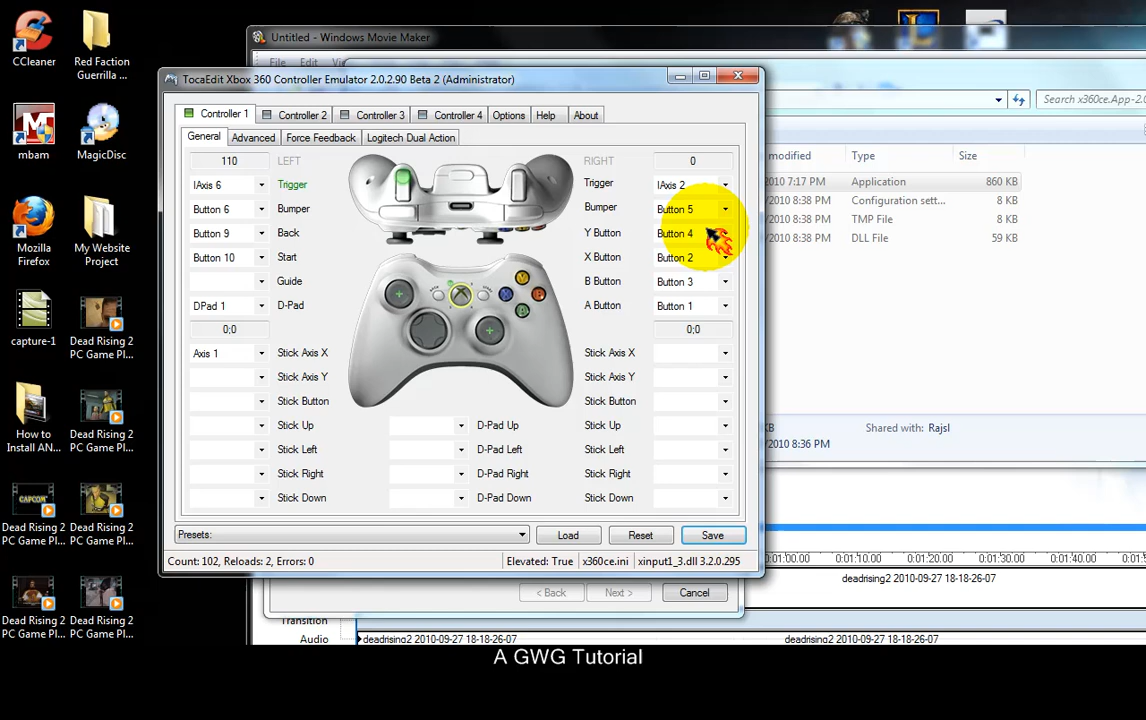 CCleaner
Red Faction
Guerrilla ...
mbam
MagicDisc
Mozilla
Firefox
My Website
Project
capture-1
Dead Rising 2
PC Game Pl...
How to
Install AN...
Dead Rising 2
PC Game Pl...
CAPCOM
Dead Rising 2
PC Game Pl...
Dead Rising 2
PC Game Pl...
Dead Rising 2
PC Game Pl...
Dead Rising 2
PC Game Pl...
Untitled - Windows Movie Maker
File Edit
TocaEdit Xbox 360 Controller Emulator 2.0.2.90 Beta 2 (Administrator)
Controller 1 Controller 2 Controller 3 Controller 4 Options Help About
General Advanced Force Feedback Logitech Dual Action
110 LEFT RIGHT 0
IAxis 6 Trigger Trigger IAxis 2
Button 6 Bumper Bumper Button 5
Button 9 Back Y Button Button 4
Button 10 Start X Button Button 2
Guide B Button Button 3
DPad 1 D-Pad A Button Button 1
0;0 0;0
Axis 1 Stick Axis X Stick Axis X
Stick Axis Y Stick Axis Y
Stick Button Stick Button
Stick Up D-Pad Up Stick Up
Stick Left D-Pad Left Stick Left
Stick Right D-Pad Right Stick Right
Stick Down D-Pad Down Stick Down
Presets: Load Reset Save
Count: 102, Reloads: 2, Errors: 0 Elevated: True x360ce.ini xinput1_3.dll 3.2.0.295
Search x360ce.App-2.0
modified Type Size
2010 7:17 PM Application 860 KB
2010 8:38 PM Configuration sett... 8 KB
2010 8:38 PM TMP File 8 KB
2010 8:38 PM DLL File 59 KB
KB Shared with: Rajsl
/2010 8:36 PM
< Back Next > Cancel
0:01:00 0:01:10 0:01:20 0:01:30 0:01:40
deadrising2 2010-09-27 18-18-26-07
Transition
Audio deadrising2 2010-09-27 18-18-26-07 deadrising2 2010-09-27 18-18-26-07
A GWG Tutorial